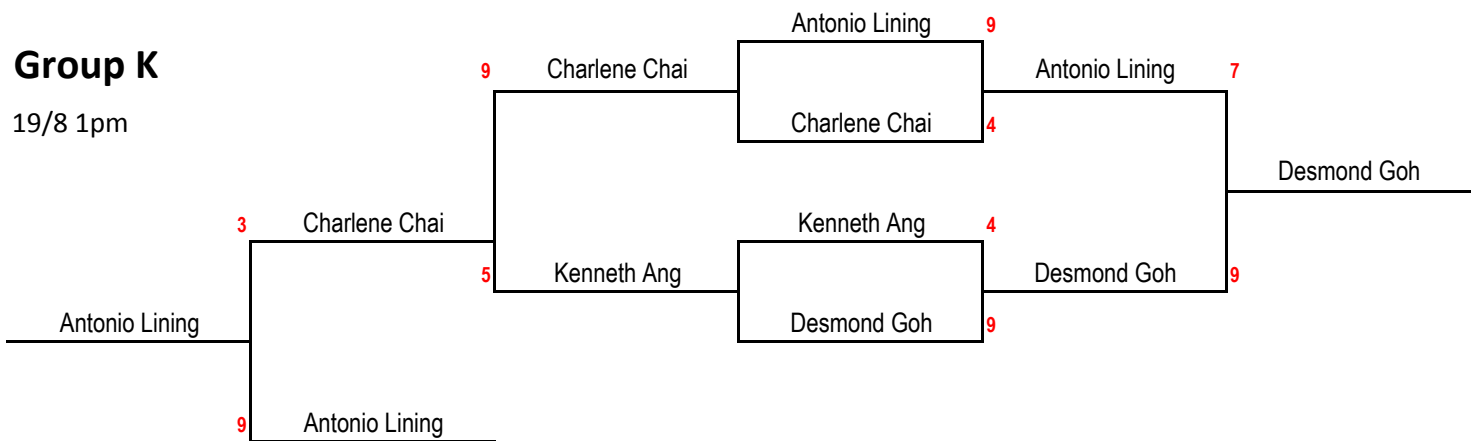 Antonio Lining 9
Group K
9 Charlene Chai Antonio Lining 7
19/8 1pm
Charlene Chai 4
Desmond Goh
3 Charlene Chai Kenneth Ang 4
5 Kenneth Ang Desmond Goh 9
Antonio Lining Desmond Goh 9
9 Antonio Lining